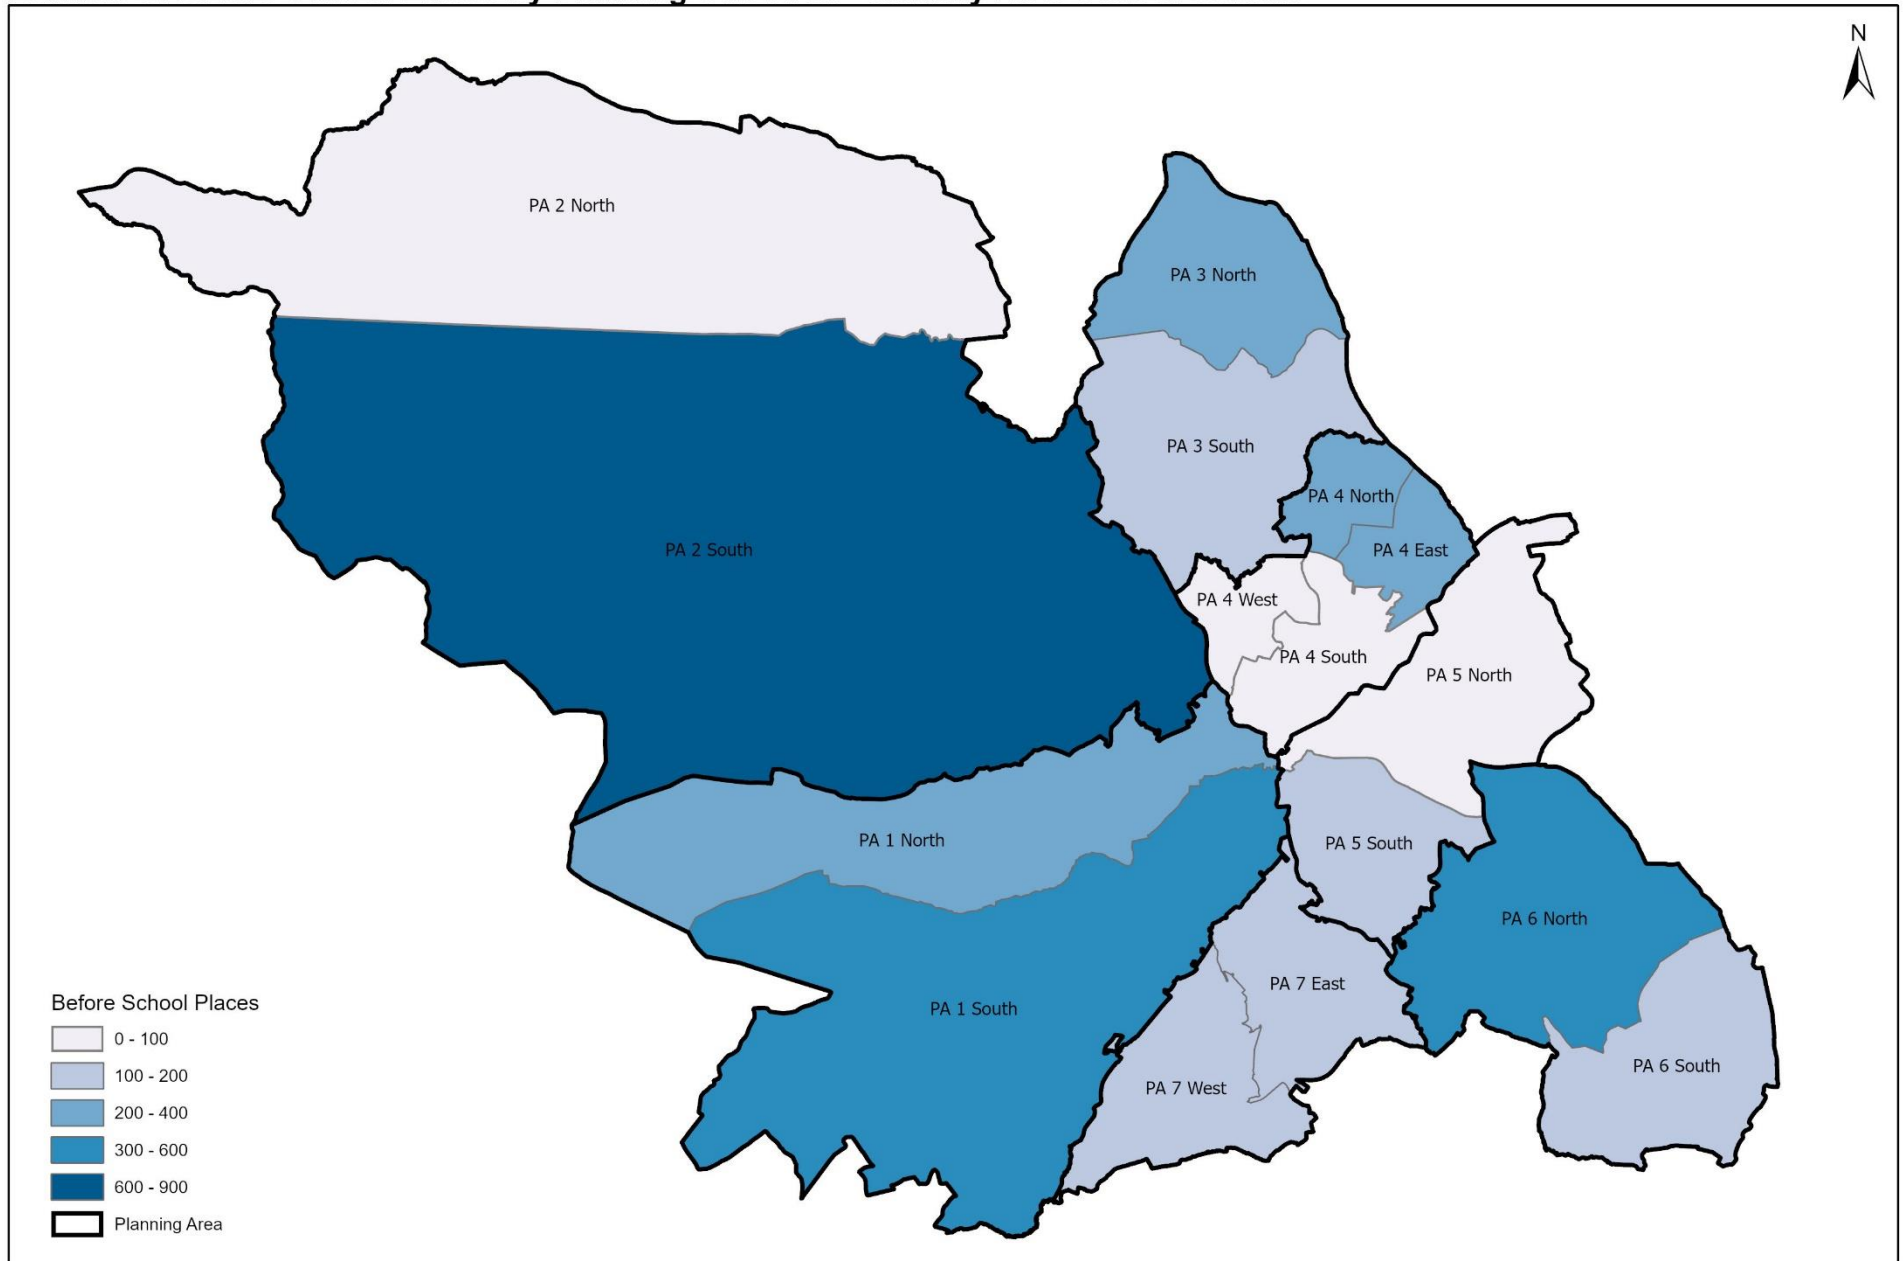 N
PA 2 North
PA 3 North
PA 3 South
PA 4 North
PA 2 South
PA 4 East
PA 4 West
PA 4 South
PA 5 North
PA 1 North
PA 5 South
PA 6 North
PA 7 East
PA 1 South
PA 6 South
PA 7 West
Before School Places
0 - 100
100 - 200
200 - 400
300 - 600
600 - 900
Planning Area